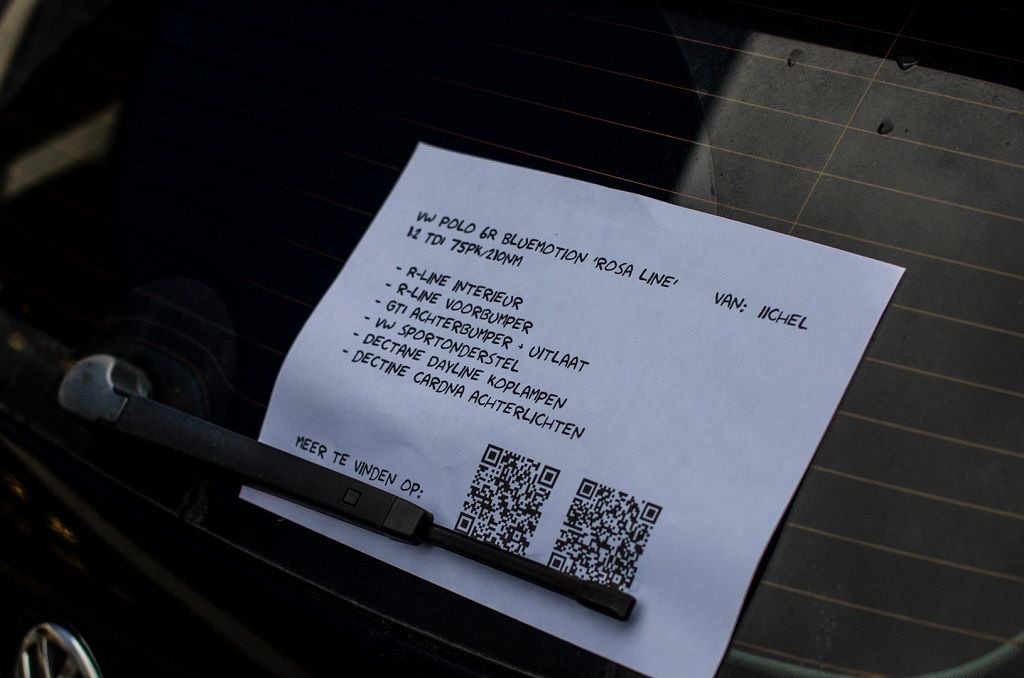 VW POLO 6R BLUEMOTION 'ROSA LINE'
1.2 TDI 75PK/210NM
VAN: IICHEL
- R-LINE INTERIEUR
- R-LINE VOORBUMPER
- GTI ACHTERBUMPER + UITLAAT
- VW SPORTONDERSTEL
- DECTANE DAYLINE KOPLAMPEN
- DECTINE CARDNA ACHTERLICHTEN
MEER TE VINDEN OP: